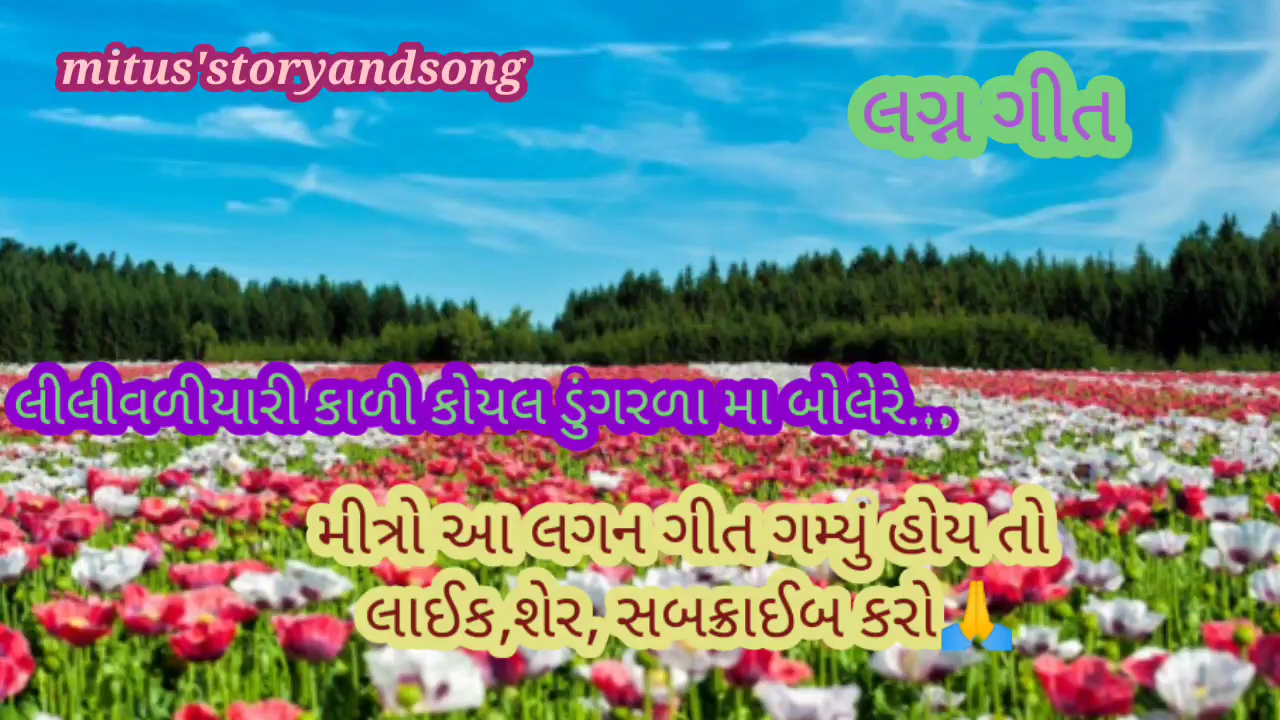 mitus'storyandsong
લગ્ન ગીત
લીલીવળીયારી કાળી કોયલ ડુંગરળા મા બોલેરે...
મીત્રો આ લગન ગીત ગમ્યું હોય તો
લાઈક,શેર, સબક્રાઈબ કરો🙏